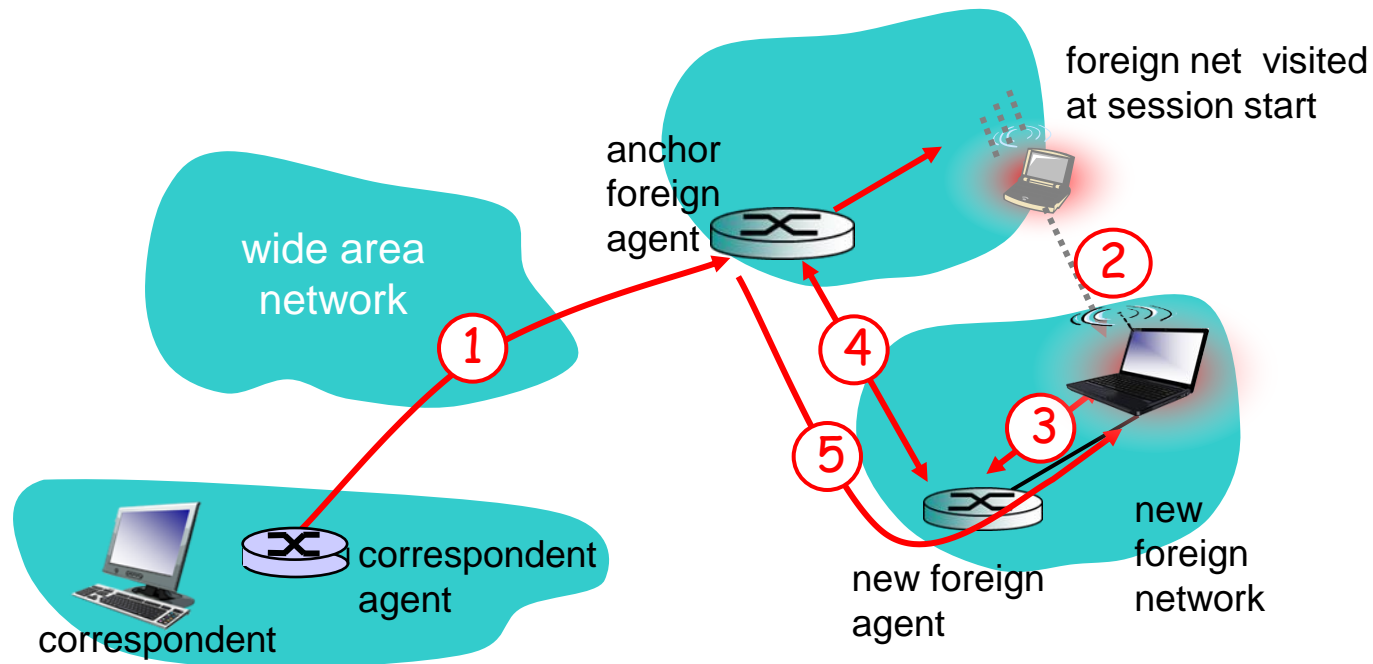 foreign net visited
at session start
anchor
foreign
agent
wide area
network
2
1
4
3
5
correspondent
agent
correspondent
new foreign
agent
new
foreign
network